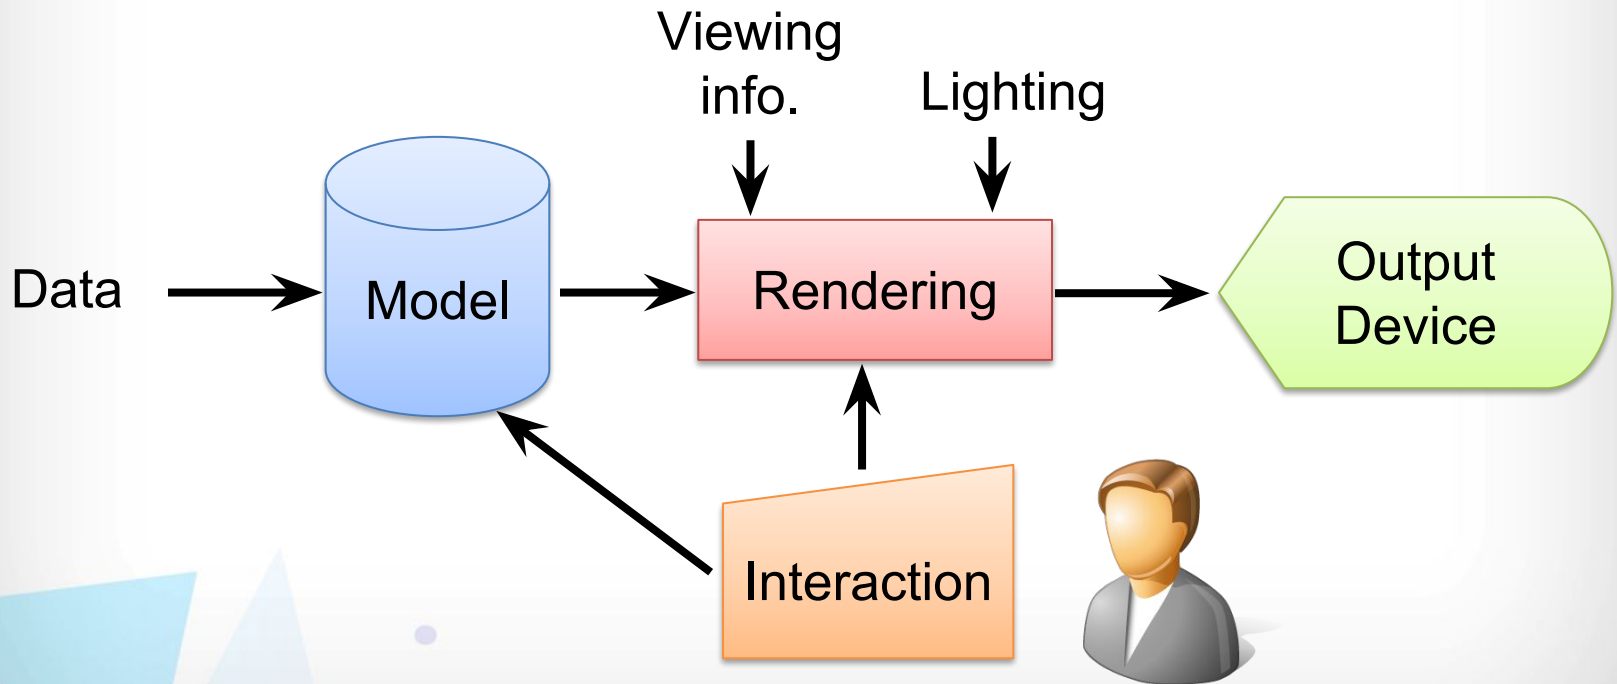 Viewing
info.
Lighting
Data
Model
Rendering
Output
Device
Interaction